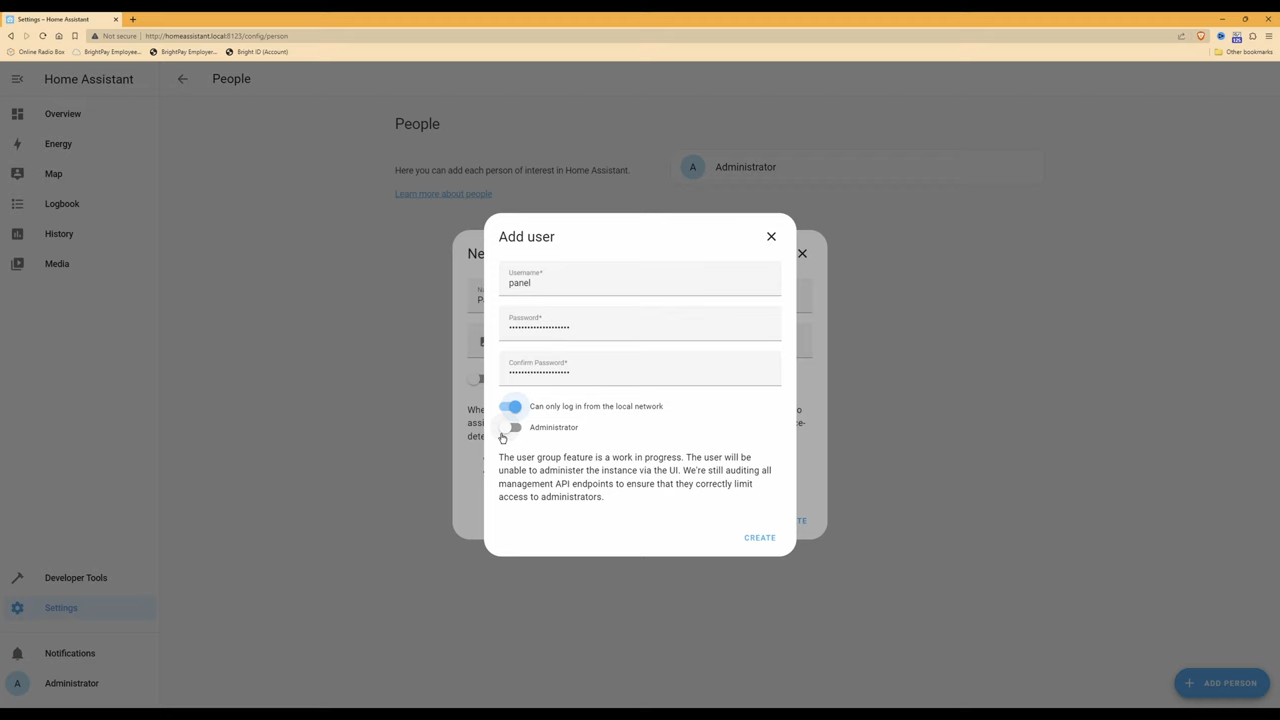 Settings – Home Assistant
Not secure
http://homeassistant.local:8123/config/person
Online Radio Box
BrightPay Employee...
BrightPay Employer...
Bright ID (Account)
Other bookmarks
Home Assistant
People
Overview
Energy
Map
Logbook
History
Media
Developer Tools
Settings
Notifications
A
Administrator
People
Here you can add each person of interest in Home Assistant.
Learn more about people
A
Administrator
Add user
Username*
panel
Password*
••••••••••••••••••••
Confirm Password*
••••••••••••••••••••
Can only log in from the local network
Administrator
The user group feature is a work in progress. The user will be
unable to administer the instance via the UI. We're still auditing all
management API endpoints to ensure that they correctly limit
access to administrators.
CREATE
ADD PERSON